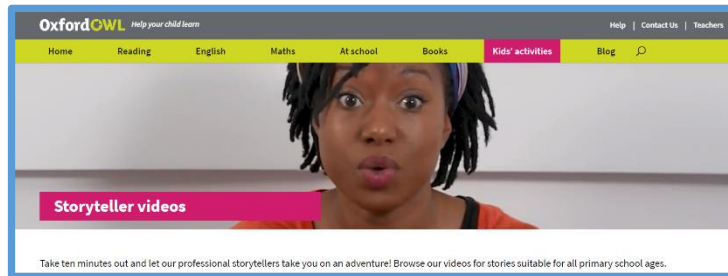 Oxford OWL Help your child learn
Help | Contact Us | Teachers
Home Reading English Maths At school Books Kids' activities Blog
Storyteller videos
Take ten minutes out and let our professional storytellers take you on an adventure! Browse our videos for stories suitable for all primary school ages.